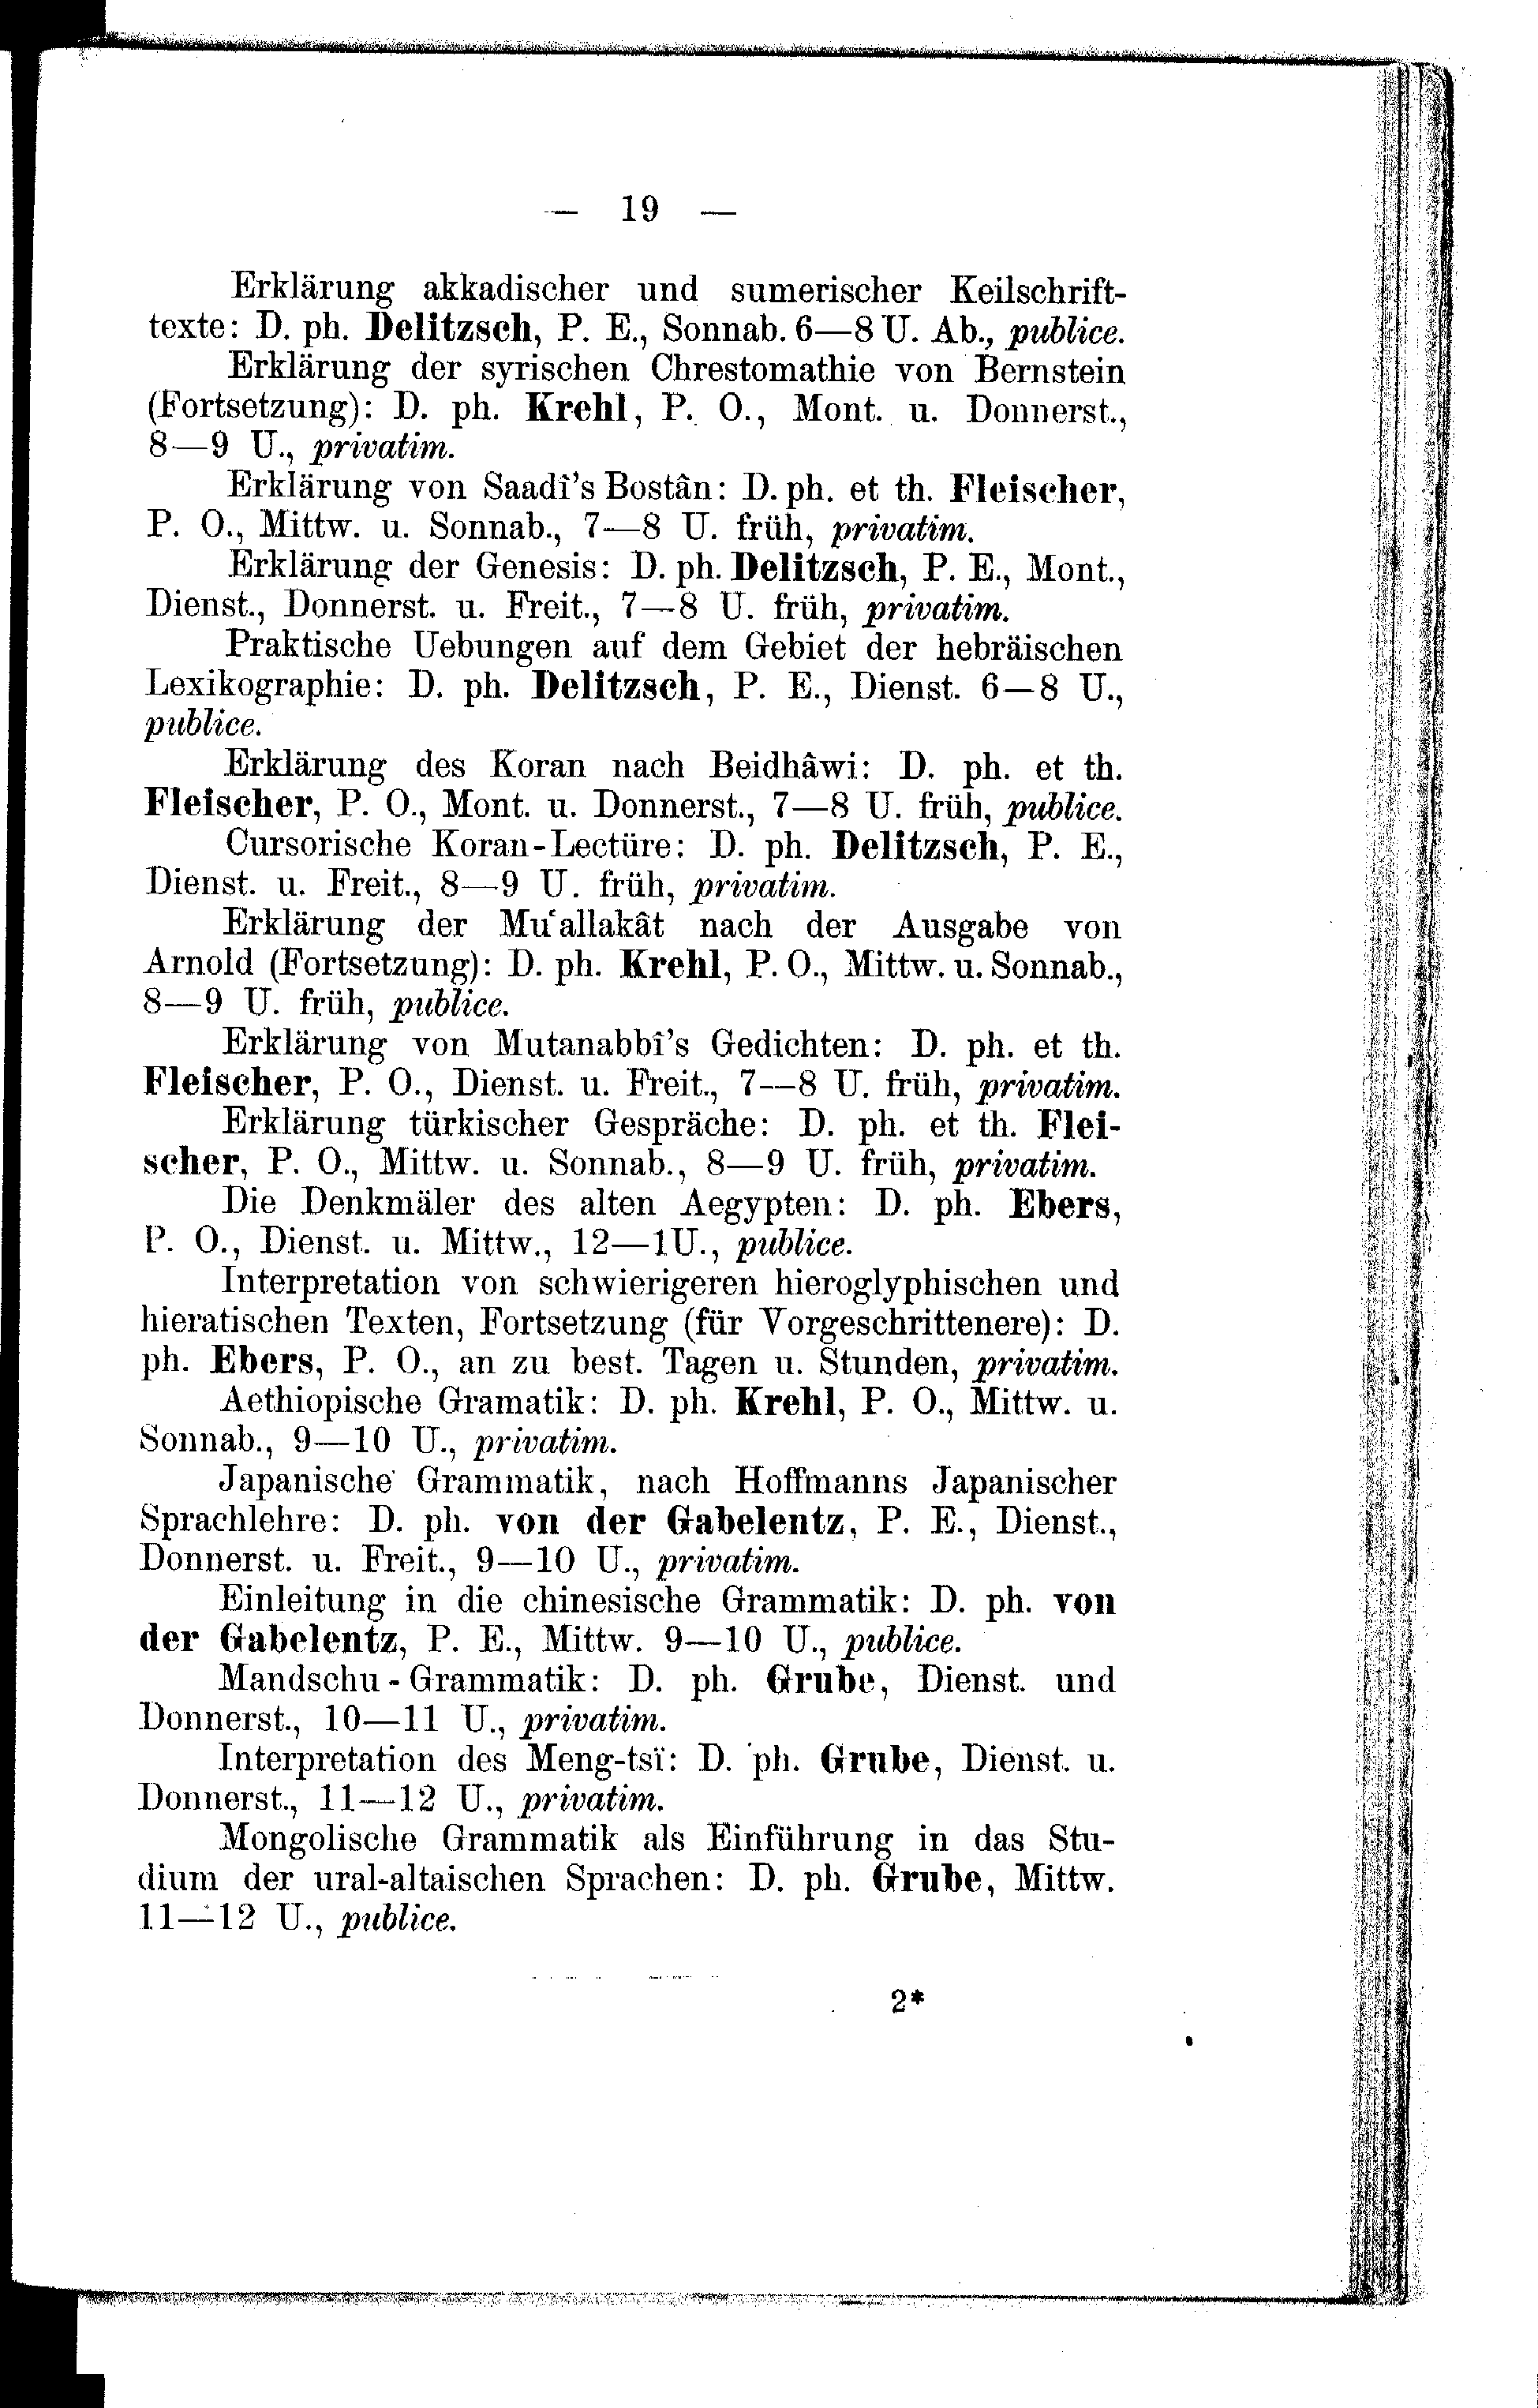 — 19 —
Erklärung akkadischer und sumerischer Keilschrift-
texte: D. ph. Delitzsch, P. E., Sonnab. 6—8 U. Ab., publice.
Erklärung der syrischen Chrestomathie von Bernstein
(Fortsetzung): D. ph. Krehl, P. O., Mont. u. Donnerst.,
8—9 U., privatim.
Erklärung von Saadî's Bostân: D. ph. et th. Fleischer,
P. O., Mittw. u. Sonnab., 7—8 U. früh, privatim.
Erklärung der Genesis: D. ph. Delitzsch, P. E., Mont.,
Dienst., Donnerst. u. Freit., 7—8 U. früh, privatim.
Praktische Uebungen auf dem Gebiet der hebräischen
Lexikographie: D. ph. Delitzsch, P. E., Dienst. 6—8 U.,
publice.
Erklärung des Koran nach Beidhâwi: D. ph. et th.
Fleischer, P. O., Mont. u. Donnerst., 7—8 U. früh, publice.
Cursorische Koran-Lectüre: D. ph. Delitzsch, P. E.,
Dienst. u. Freit., 8—9 U. früh, privatim.
Erklärung der Mu‘allakât nach der Ausgabe von
Arnold (Fortsetzung): D. ph. Krehl, P. O., Mittw. u. Sonnab.,
8—9 U. früh, publice.
Erklärung von Mutanabbî's Gedichten: D. ph. et th.
Fleischer, P. O., Dienst. u. Freit., 7—8 U. früh, privatim.
Erklärung türkischer Gespräche: D. ph. et th. Flei-
scher, P. O., Mittw. u. Sonnab., 8—9 U. früh, privatim.
Die Denkmäler des alten Aegypten: D. ph. Ebers,
P. O., Dienst. u. Mittw., 12—1U., publice.
Interpretation von schwierigeren hieroglyphischen und
hieratischen Texten, Fortsetzung (für Vorgeschrittenere): D.
ph. Ebers, P. O., an zu best. Tagen u. Stunden, privatim.
Aethiopische Gramatik: D. ph. Krehl, P. O., Mittw. u.
Sonnab., 9—10 U., privatim.
Japanische Grammatik, nach Hoffmanns Japanischer
Sprachlehre: D. ph. von der Gabelentz, P. E., Dienst.,
Donnerst. u. Freit., 9—10 U., privatim.
Einleitung in die chinesische Grammatik: D. ph. von
der Gabelentz, P. E., Mittw. 9—10 U., publice.
Mandschu-Grammatik: D. ph. Grube, Dienst. und
Donnerst., 10—11 U., privatim.
Interpretation des Meng-tsï: D. ph. Grube, Dienst. u.
Donnerst., 11—12 U., privatim.
Mongolische Grammatik als Einführung in das Stu-
dium der ural-altaischen Sprachen: D. ph. Grube, Mittw.
11—12 U., publice.
2*